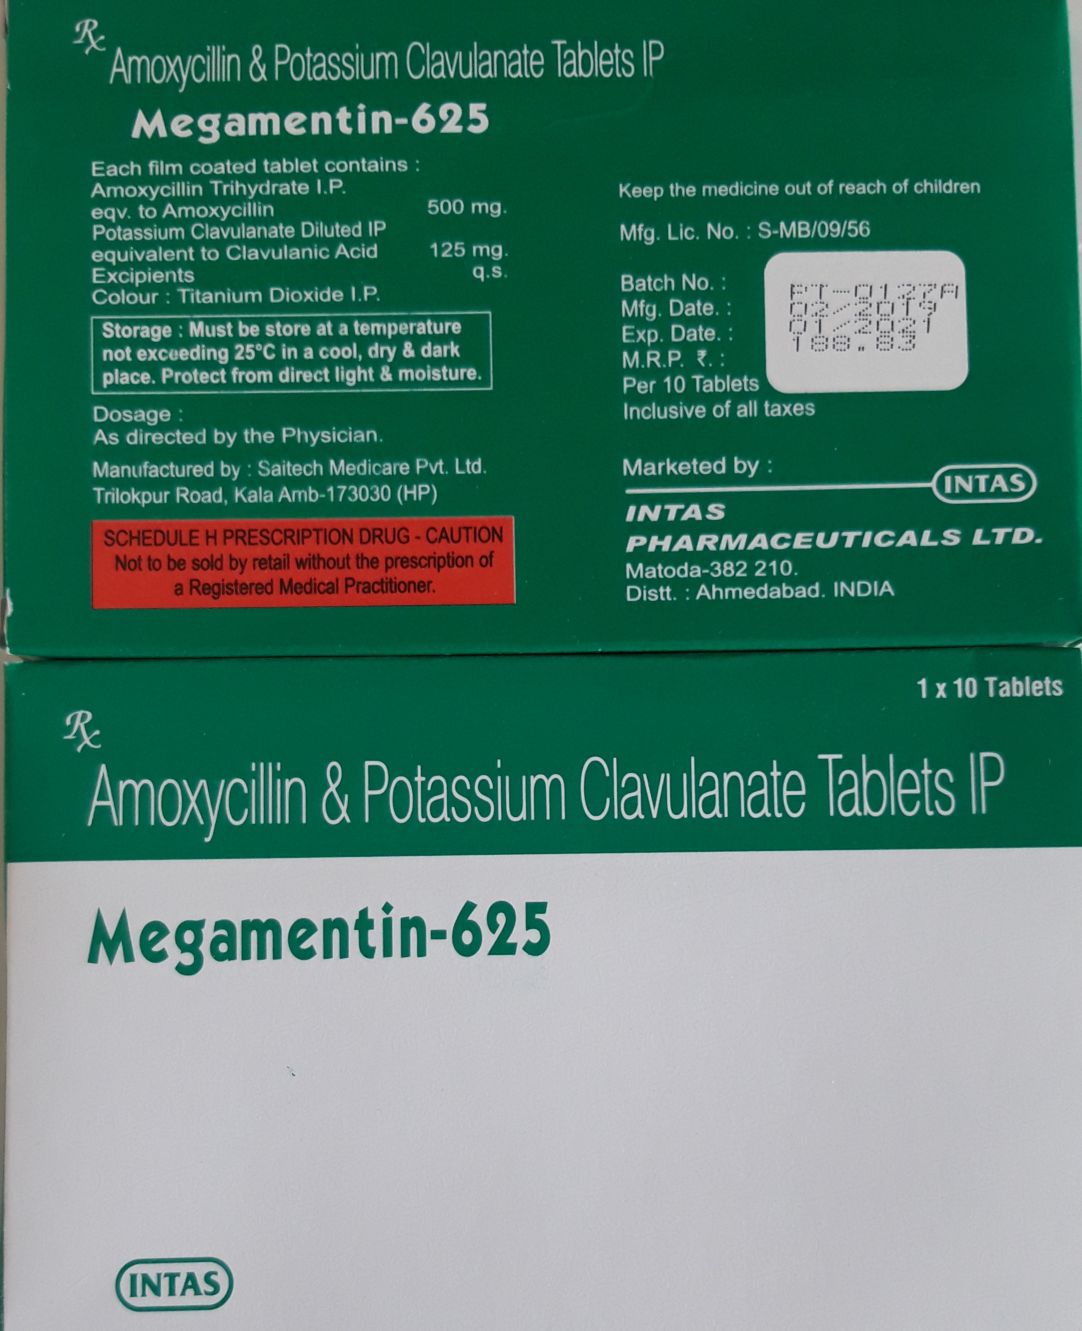 Rx
Amoxycillin & Potassium Clavulanate Tablets IP
Megamentin-625
Each film coated tablet contains :
Amoxycillin Trihydrate I.P.
eqv. to Amoxycillin 500 mg.
Potassium Clavulanate Diluted IP
equivalent to Clavulanic Acid 125 mg.
Excipients q.s.
Colour : Titanium Dioxide I.P.
Storage : Must be store at a temperature
not exceeding 25°C in a cool, dry & dark
place. Protect from direct light & moisture.
Dosage :
As directed by the Physician.
Manufactured by : Saitech Medicare Pvt. Ltd.
Trilokpur Road, Kala Amb-173030 (HP)
SCHEDULE H PRESCRIPTION DRUG - CAUTION
Not to be sold by retail without the prescription of
a Registered Medical Practitioner.
Keep the medicine out of reach of children
Mfg. Lic. No. : S-MB/09/56
Batch No. : PT-0127A
Mfg. Date. : 02/2019
Exp. Date. : 01/2021
M.R.P. ₹. : 188.83
Per 10 Tablets
Inclusive of all taxes
Marketed by :
INTAS
INTAS
PHARMACEUTICALS LTD.
Matoda-382 210.
Distt. : Ahmedabad. INDIA
1 x 10 Tablets
Rx
Amoxycillin & Potassium Clavulanate Tablets IP
Megamentin-625
INTAS